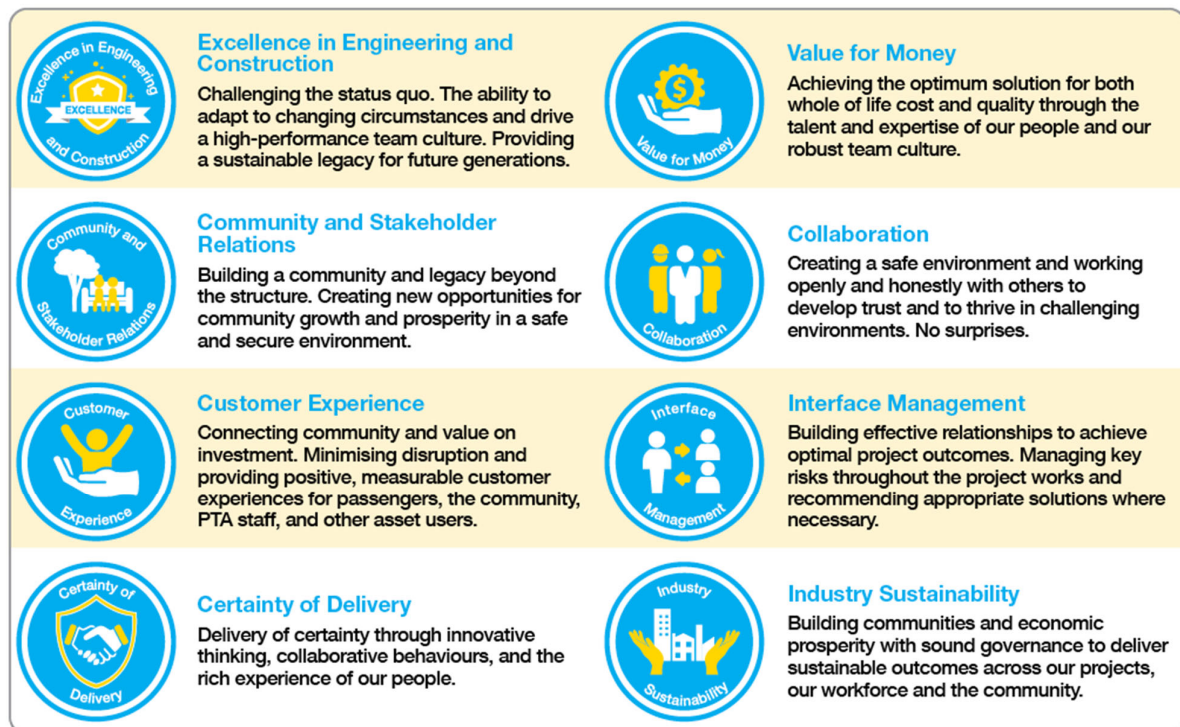 Excellence in Engineering
EXCELLENCE
and Construction
Excellence in Engineering and
Construction
Challenging the status quo. The ability to
adapt to changing circumstances and drive
a high-performance team culture. Providing
a sustainable legacy for future generations.
$
Value for Money
Value for Money
Achieving the optimum solution for both
whole of life cost and quality through the
talent and expertise of our people and our
robust team culture.
Community and
Stakeholder Relations
Community and Stakeholder
Relations
Building a community and legacy beyond
the structure. Creating new opportunities for
community growth and prosperity in a safe
and secure environment.
Collaboration
Collaboration
Creating a safe environment and working
openly and honestly with others to
develop trust and to thrive in challenging
environments. No surprises.
Customer
Experience
Customer Experience
Connecting community and value on
investment. Minimising disruption and
providing positive, measurable customer
experiences for passengers, the community,
PTA staff, and other asset users.
Interface
Management
Interface Management
Building effective relationships to achieve
optimal project outcomes. Managing key
risks throughout the project works and
recommending appropriate solutions where
necessary.
Certainty of
Delivery
Certainty of Delivery
Delivery of certainty through innovative
thinking, collaborative behaviours, and the
rich experience of our people.
Industry
Sustainability
Industry Sustainability
Building communities and economic
prosperity with sound governance to deliver
sustainable outcomes across our projects,
our workforce and the community.